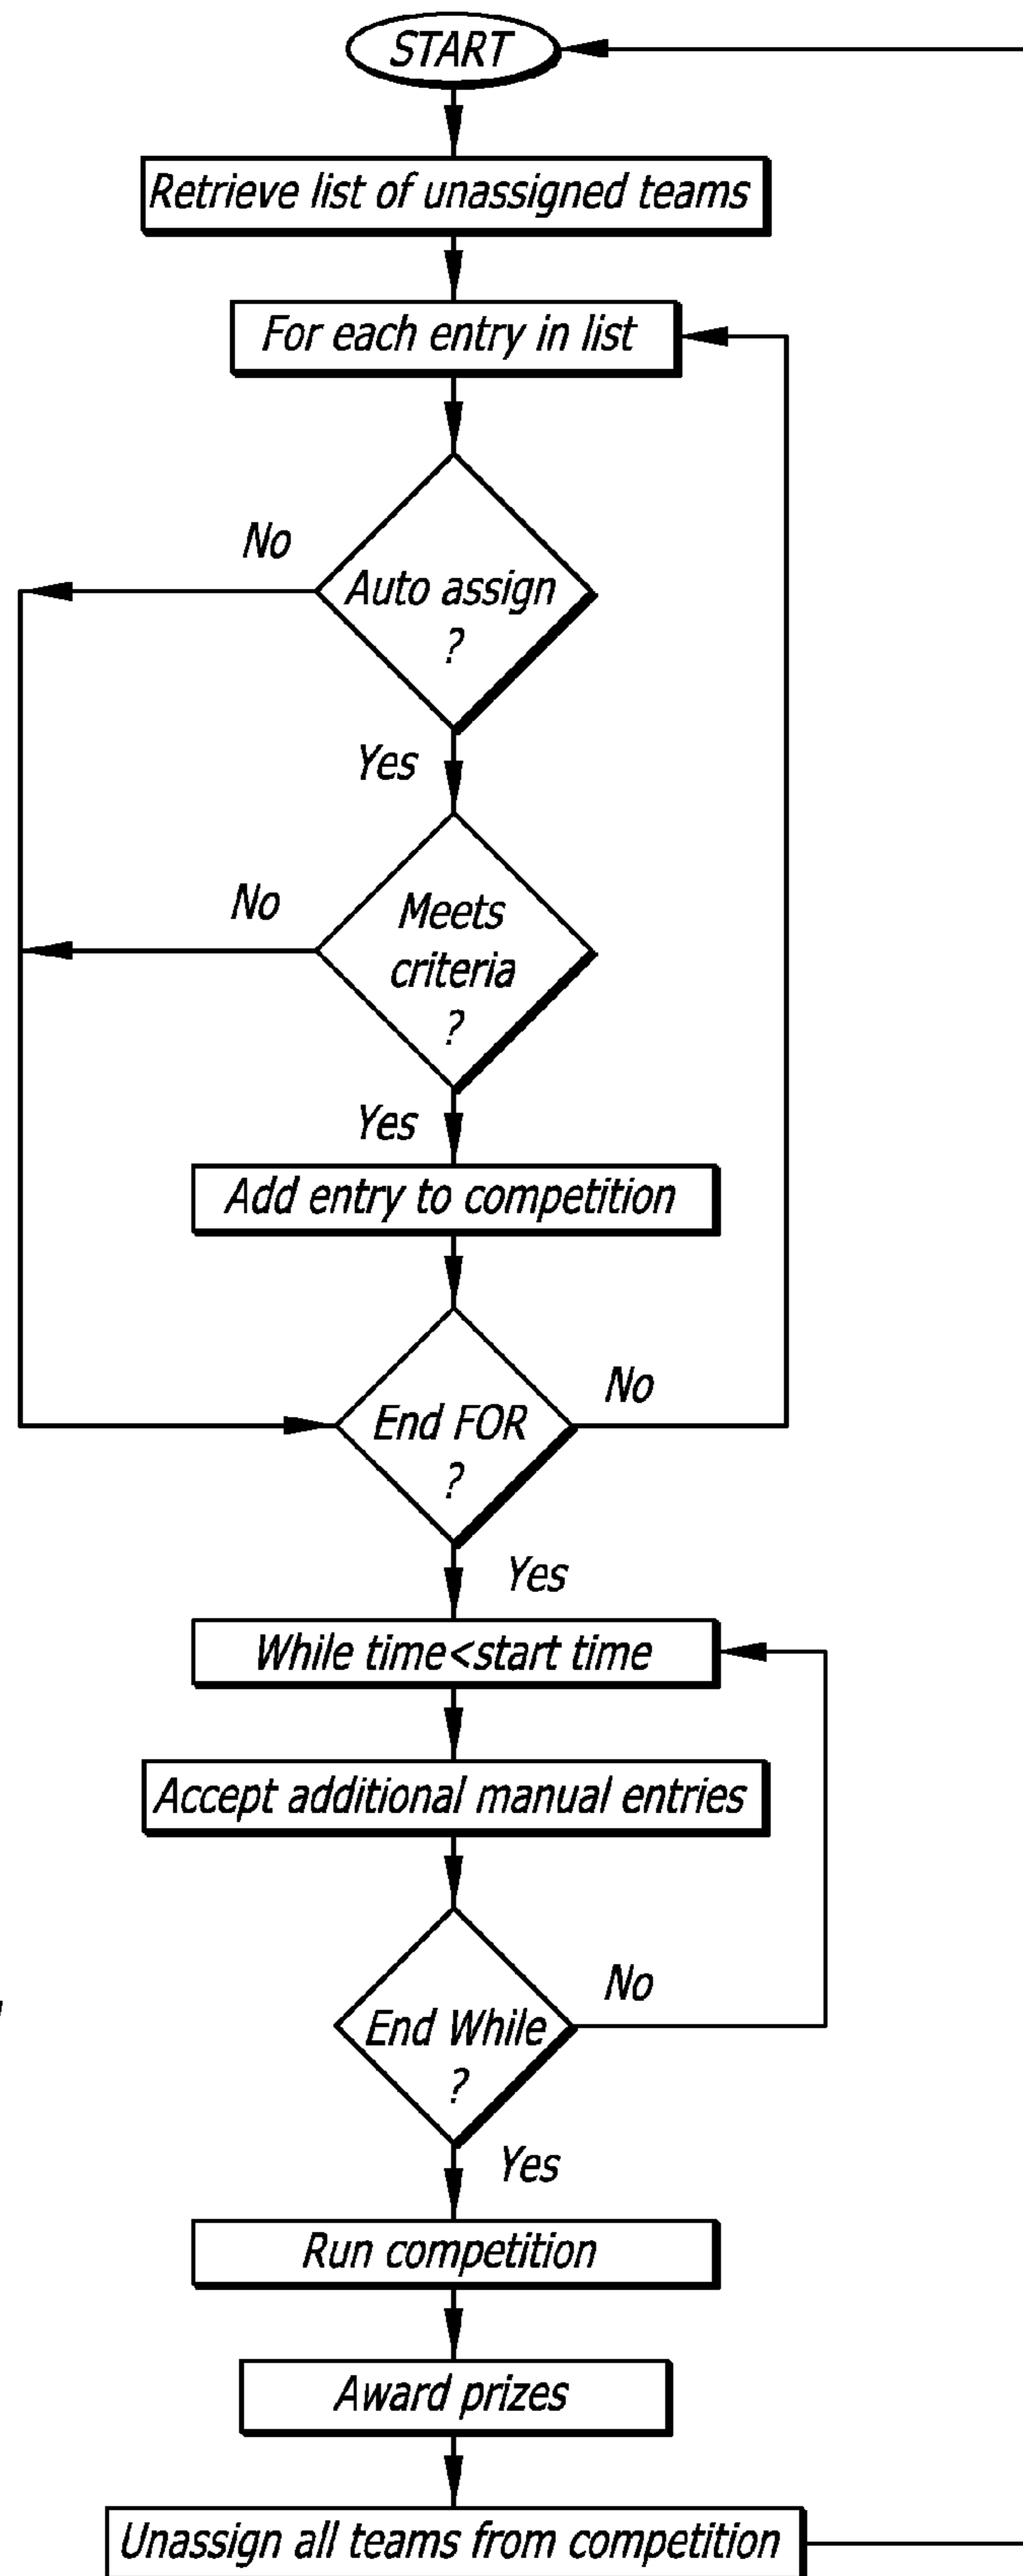 START
Retrieve list of unassigned teams
For each entry in list
No
Auto assign
?
Yes
No
Meets
criteria
?
Yes
Add entry to competition
No
End FOR
?
Yes
While time<start time
Accept additional manual entries
No
End While
?
Yes
Run competition
Award prizes
Unassign all teams from competition